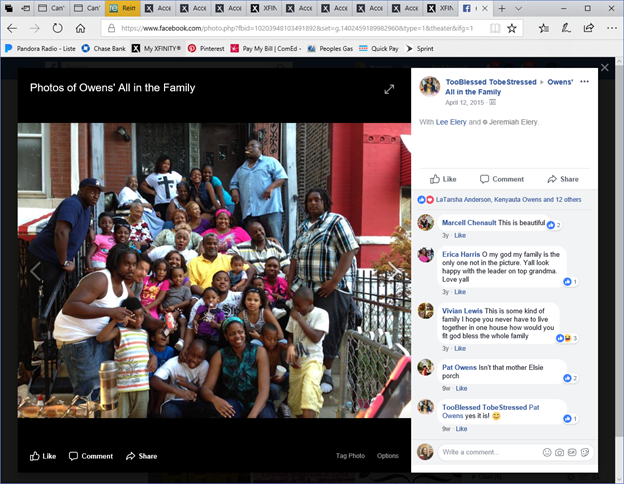 Can'
Can'
Rein
Acce
Acce
XFIN
Acce
Acce
Acce
Acce
XFIN
https://www.facebook.com/photo.php?fbid=10203948103491892&set=g.1402459189982960&type=1&theater&ifg=1
Pandora Radio - Liste
Chase Bank
My XFINITY®
Pinterest
Pay My Bill | ComEd -
Peoples Gas
Quick Pay
Sprint
Photos of Owens' All in the Family
TooBlessed TobeStressed ▸ Owens'
All in the Family
April 12, 2015 ·
With Lee Elery and Jeremiah Elery.
Like Comment Share
LaTarsha Anderson, Kenyauta Owens and 12 others
Marcell Chenault This is beautiful 2
3y · Like
Erica Harris O my god my family is the
only one not in the picture. Yall look
happy with the leader on top grandma.
Love yall
1
3y · Like
Vivian Lewis This is some kind of
family I hope you never have to live
together in one house how would you
fit god bless the whole family
3
3y · Like
Pat Owens Isn't that mother Elsie
porch
2
9w · Like
TooBlessed TobeStressed Pat
Owens yes it is! 😊
1
9w · Like
Write a comment...
Like Comment Share
Tag Photo Options